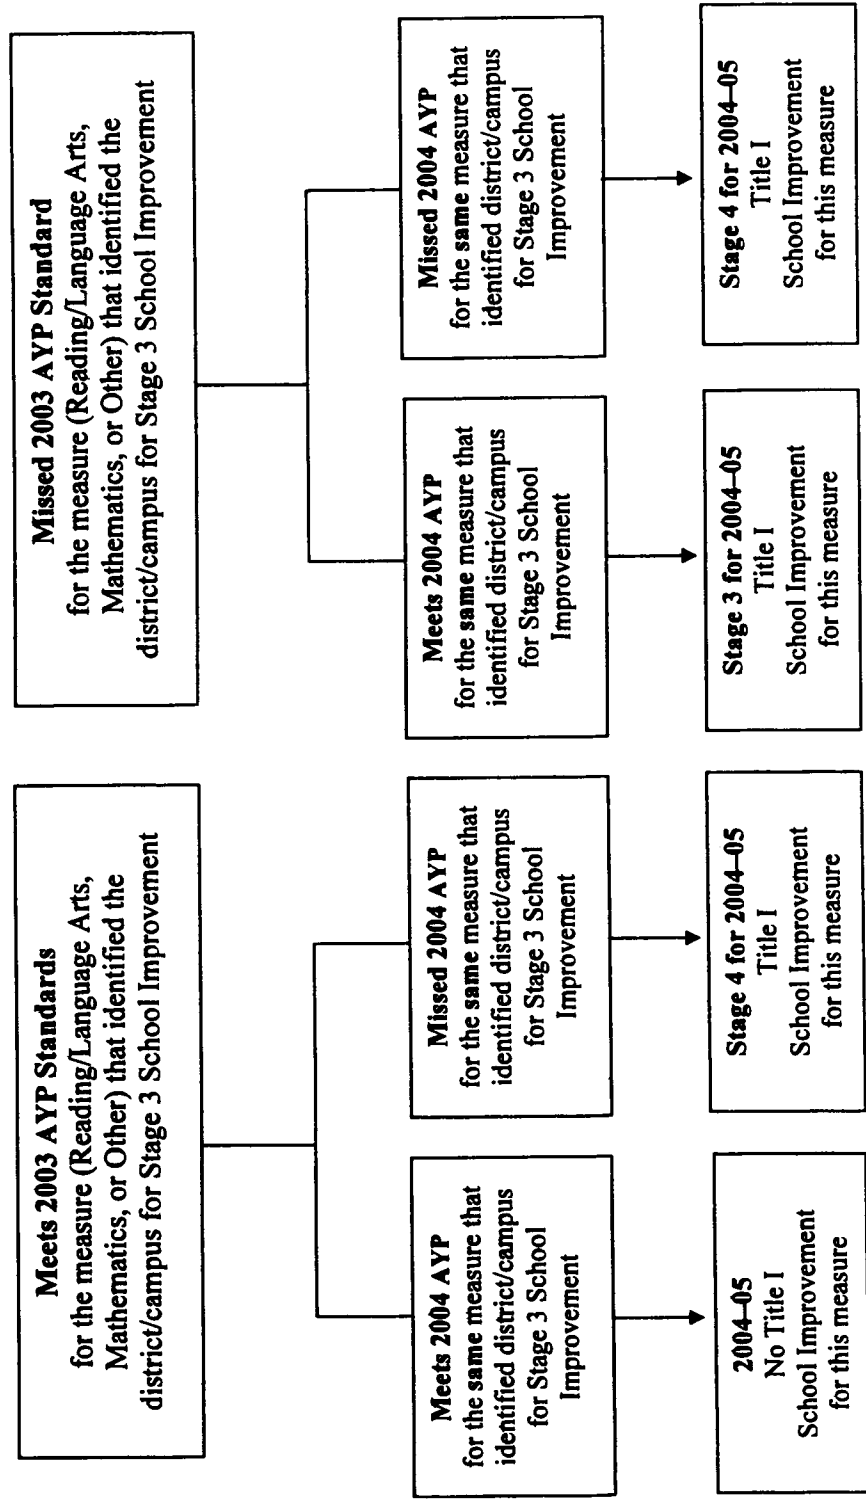 Meets 2003 AYP Standards
for the measure (Reading/Language Arts,
Mathematics, or Other) that identified the
district/campus for Stage 3 School Improvement
Missed 2003 AYP Standard
for the measure (Reading/Language Arts,
Mathematics, or Other) that identified the
district/campus for Stage 3 School Improvement
Meets 2004 AYP
for the same measure that
identified district/campus
for Stage 3 School
Improvement
Missed 2004 AYP
for the same measure that
identified district/campus
for Stage 3 School
Improvement
Meets 2004 AYP
for the same measure that
identified district/campus
for Stage 3 School
Improvement
Missed 2004 AYP
for the same measure that
identified district/campus
for Stage 3 School
Improvement
2004–05
No Title I
School Improvement
for this measure
Stage 4 for 2004–05
Title I
School Improvement
for this measure
Stage 3 for 2004–05
Title I
School Improvement
for this measure
Stage 4 for 2004–05
Title I
School Improvement
for this measure